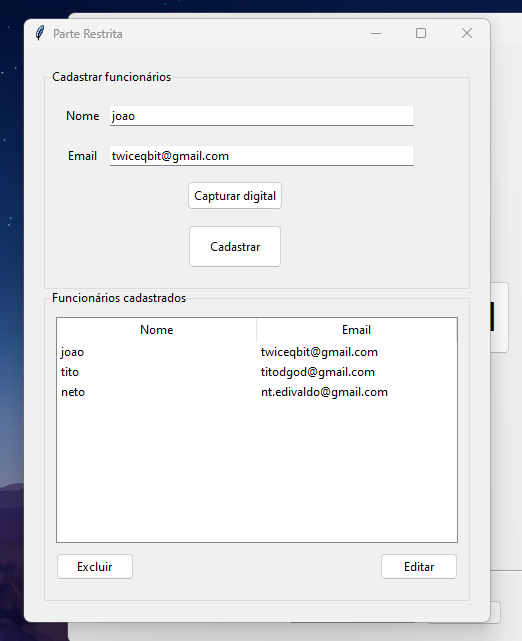 Parte Restrita
Cadastrar funcionários
Nome joao
Email twiceqbit@gmail.com
Capturar digital
Cadastrar
Funcionários cadastrados
Nome Email
joao twiceqbit@gmail.com
tito titodgod@gmail.com
neto nt.edivaldo@gmail.com
Excluir Editar